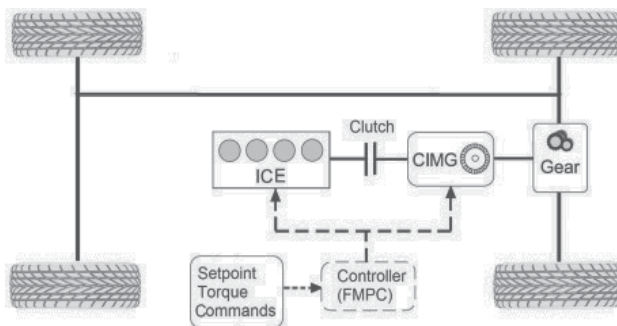 Clutch
ICE
CIMG
Gear
Setpoint
Torque
Commands
Controller
(FMPC)